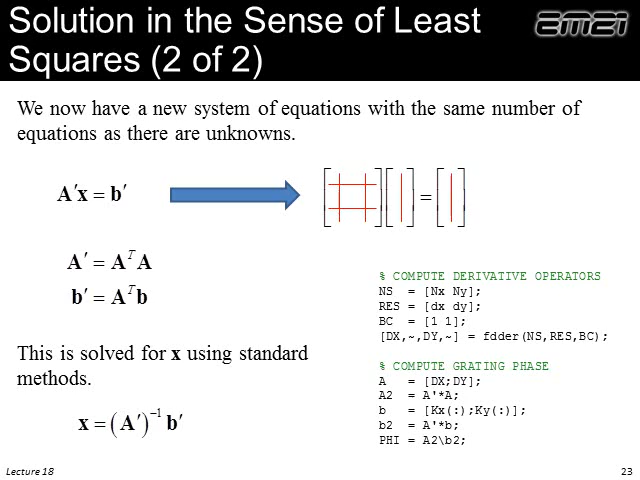 Solution in the Sense of Least
Squares (2 of 2)
EM21
We now have a new system of equations with the same number of
equations as there are unknowns.
A′x = b′
[ ][ ]=[ ]
A′ = AᵀA
b′ = Aᵀb
This is solved for x using standard
methods.
x = (A′)⁻¹ b′
% COMPUTE DERIVATIVE OPERATORS
NS = [Nx Ny];
RES = [dx dy];
BC = [1 1];
[DX,~,DY,~] = fdder(NS,RES,BC);
% COMPUTE GRATING PHASE
A = [DX;DY];
A2 = A'*A;
b = [Kx(:);Ky(:)];
b2 = A'*b;
PHI = A2\b2;
Lecture 18
23